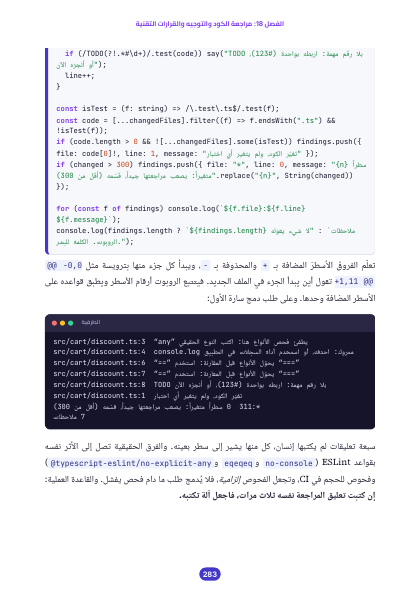 الفصل 18: مراجعة الكود والتوجيه والقرارات التقنية
if (/TODO(?!.*#\d+)/.test(code)) say("TODO بلا رقم مهمة: اربطه بواحدة (#123)،
أو أنجزه الآن");
line++;
}
const isTest = (f: string) => /\.test\.ts$/.test(f);
const code = [...changedFiles].filter((f) => f.endsWith(".ts") &&
!isTest(f));
if (code.length > 0 && ![...changedFiles].some(isTest)) findings.push({
file: code[0]!, line: 1, message: "تغيّر الكود، ولم يتغير أي اختبار" });
if (changed > 300) findings.push({ file: "*", line: 0, message: "{n} سطراً
متغيراً: يصعب مراجعتها جيداً، قسّمه (أقل من 300)".replace("{n}", String(changed))
});
for (const f of findings) console.log(`${f.file}:${f.line}
${f.message}`);
console.log(findings.length ? `${findings.length} ملاحظات` : "لا شيء يقوله
الروبوت. الكلمة للبشر.");
تعلّم الفروق الأسطر المضافة بـ + والمحذوفة بـ -، ويبدأ كل جزء منها بترويسة مثل @@ -0,0
+1,11 @@ تقول أين يبدأ الجزء في الملف الجديد. فيتتبع الروبوت أرقام الأسطر ويطبق قواعده على
الأسطر المضافة وحدها. وعلى طلب دمج سارة الأول:
الطرفية
src/cart/discount.ts:3 "any" يطفئ فحص الأنواع هنا: اكتب النوع الحقيقي
src/cart/discount.ts:4 console.log متروك: احذفه، أو استخدم أداة السجلات في التطبيق
src/cart/discount.ts:6 "==" يحوّل الأنواع قبل المقارنة: استخدم "==="
src/cart/discount.ts:7 "==" يحوّل الأنواع قبل المقارنة: استخدم "==="
src/cart/discount.ts:8 TODO بلا رقم مهمة: اربطه بواحدة (#123)، أو أنجزه الآن
src/cart/discount.ts:1 تغيّر الكود، ولم يتغير أي اختبار
*:0 311 سطراً متغيراً: يصعب مراجعتها جيداً، قسّمه (أقل من 300)
7 ملاحظات
سبعة تعليقات لم يكتبها إنسان، كل منها يشير إلى سطر بعينه. والفرق الحقيقية تصل إلى الأثر نفسه
بقواعد ESLint (no-console و eqeqeq و @typescript-eslint/no-explicit-any)
وفحوص للحجم في CI، وتجعل الفحوص إلزامية، فلا يُدمج طلب ما دام فحص يفشل. والقاعدة العملية:
إن كتبت تعليق المراجعة نفسه ثلاث مرات، فاجعل آلة تكتبه.
283